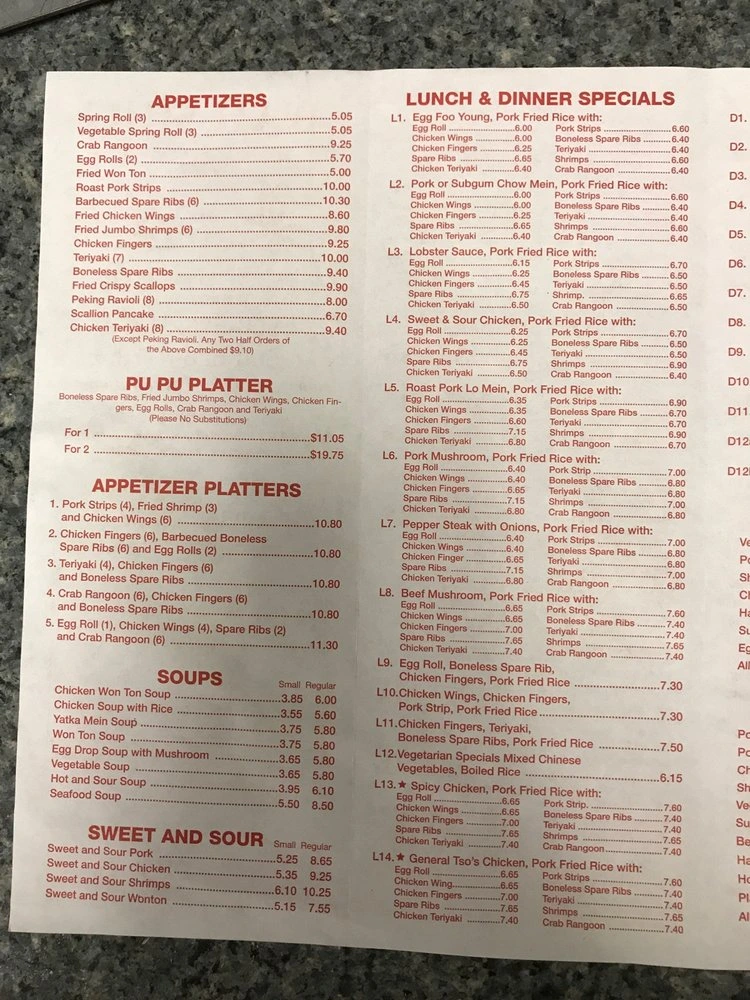 APPETIZERS
Spring Roll (3) 5.05
Vegetable Spring Roll (3) 5.05
Crab Rangoon 9.25
Egg Rolls (2) 5.70
Fried Won Ton 5.00
Roast Pork Strips 10.00
Barbecued Spare Ribs (6) 10.30
Fried Chicken Wings 8.60
Fried Jumbo Shrimps (6) 9.80
Chicken Fingers 9.25
Teriyaki (7) 10.00
Boneless Spare Ribs 9.40
Fried Crispy Scallops 9.90
Peking Ravioli (8) 8.00
Scallion Pancake 6.70
Chicken Teriyaki (8) 9.40
(Except Peking Ravioli. Any Two Half Orders of
the Above Combined $9.10)
PU PU PLATTER
Boneless Spare Ribs, Fried Jumbo Shrimps, Chicken Wings, Chicken Fin-
gers, Egg Rolls, Crab Rangoon and Teriyaki
(Please No Substitutions)
For 1 $11.05
For 2 $19.75
APPETIZER PLATTERS
1. Pork Strips (4), Fried Shrimp (3)
and Chicken Wings (6) 10.80
2. Chicken Fingers (6), Barbecued Boneless
Spare Ribs (6) and Egg Rolls (2) 10.80
3. Teriyaki (4), Chicken Fingers (6)
and Boneless Spare Ribs 10.80
4. Crab Rangoon (6), Chicken Fingers (6)
and Boneless Spare Ribs 10.80
5. Egg Roll (1), Chicken Wings (4), Spare Ribs (2)
and Crab Rangoon (6) 11.30
SOUPS Small Regular
Chicken Won Ton Soup 3.85 6.00
Chicken Soup with Rice 3.55 5.60
Yatka Mein Soup 3.75 5.80
Won Ton Soup 3.75 5.80
Egg Drop Soup with Mushroom 3.65 5.80
Vegetable Soup 3.65 5.80
Hot and Sour Soup 3.95 6.10
Seafood Soup 5.50 8.50
SWEET AND SOUR Small Regular
Sweet and Sour Pork 5.25 8.65
Sweet and Sour Chicken 5.35 9.25
Sweet and Sour Shrimps 6.10 10.25
Sweet and Sour Wonton 5.15 7.55
LUNCH & DINNER SPECIALS
L1. Egg Foo Young, Pork Fried Rice with:
Egg Roll 6.00 Pork Strips 6.60
Chicken Wings 6.00 Boneless Spare Ribs 6.40
Chicken Fingers 6.25 Teriyaki 6.40
Spare Ribs 6.65 Shrimps 6.60
Chicken Teriyaki 6.40 Crab Rangoon 6.40
L2. Pork or Subgum Chow Mein, Pork Fried Rice with:
Egg Roll 6.00 Pork Strips 6.60
Chicken Wings 6.00 Boneless Spare Ribs 6.40
Chicken Fingers 6.25 Teriyaki 6.40
Spare Ribs 6.65 Shrimps 6.60
Chicken Teriyaki 6.40 Crab Rangoon 6.40
L3. Lobster Sauce, Pork Fried Rice with:
Egg Roll 6.15 Pork Strips 6.70
Chicken Wings 6.25 Boneless Spare Ribs 6.50
Chicken Fingers 6.45 Teriyaki 6.50
Spare Ribs 6.75 Shrimp. 6.65
Chicken Teriyaki 6.50 Crab Rangoon 6.50
L4. Sweet & Sour Chicken, Pork Fried Rice with:
Egg Roll 6.25 Pork Strips 6.70
Chicken Wings 6.25 Boneless Spare Ribs 6.50
Chicken Fingers 6.45 Teriyaki 6.50
Spare Ribs 6.75 Shrimps 6.90
Chicken Teriyaki 6.50 Crab Rangoon 6.40
L5. Roast Pork Lo Mein, Pork Fried Rice with:
Egg Roll 6.35 Pork Strips 6.90
Chicken Wings 6.35 Boneless Spare Ribs 6.70
Chicken Fingers 6.60 Teriyaki 6.70
Spare Ribs 7.15 Shrimps 6.90
Chicken Teriyaki 6.80 Crab Rangoon 6.70
L6. Pork Mushroom, Pork Fried Rice with:
Egg Roll 6.40 Pork Strip 7.00
Chicken Wings 6.40 Boneless Spare Ribs 6.80
Chicken Fingers 6.65 Teriyaki 6.80
Spare Ribs 7.15 Shrimps 7.00
Chicken Teriyaki 6.80 Crab Rangoon 6.80
L7. Pepper Steak with Onions, Pork Fried Rice with:
Egg Roll 6.40 Pork Strips 7.00
Chicken Wings 6.40 Boneless Spare Ribs 6.80
Chicken Finger 6.65 Teriyaki 6.80
Spare Ribs 7.15 Shrimps 7.00
Chicken Teriyaki 6.80 Crab Rangoon 6.80
L8. Beef Mushroom, Pork Fried Rice with:
Egg Roll 6.65 Pork Strips 7.60
Chicken Wings 6.65 Boneless Spare Ribs 7.40
Chicken Fingers 7.00 Teriyaki 7.40
Spare Ribs 7.65 Shrimps 7.65
Chicken Teriyaki 7.40 Crab Rangoon 7.40
L9. Egg Roll, Boneless Spare Rib,
Chicken Fingers, Pork Fried Rice 7.30
L10. Chicken Wings, Chicken Fingers,
Pork Strip, Pork Fried Rice 7.30
L11. Chicken Fingers, Teriyaki,
Boneless Spare Ribs, Pork Fried Rice 7.50
L12. Vegetarian Specials Mixed Chinese
Vegetables, Boiled Rice 6.15
L13. ★ Spicy Chicken, Pork Fried Rice with:
Egg Roll 6.65 Pork Strip. 7.60
Chicken Wings 6.65 Boneless Spare Ribs 7.40
Chicken Fingers 7.00 Teriyaki 7.40
Spare Ribs 7.65 Shrimps 7.65
Chicken Teriyaki 7.40 Crab Rangoon 7.40
L14. ★ General Tso's Chicken, Pork Fried Rice with:
Egg Roll 6.65 Pork Strips 7.60
Chicken Wing 6.65 Boneless Spare Ribs 7.40
Chicken Fingers 7.00 Teriyaki 7.40
Spare Ribs 7.65 Shrimps 7.65
Chicken Teriyaki 7.40 Crab Rangoon 7.40
D1.
D2.
D3.
D4.
D5.
D6.
D7.
D8.
D9.
D10
D11
D12
D12